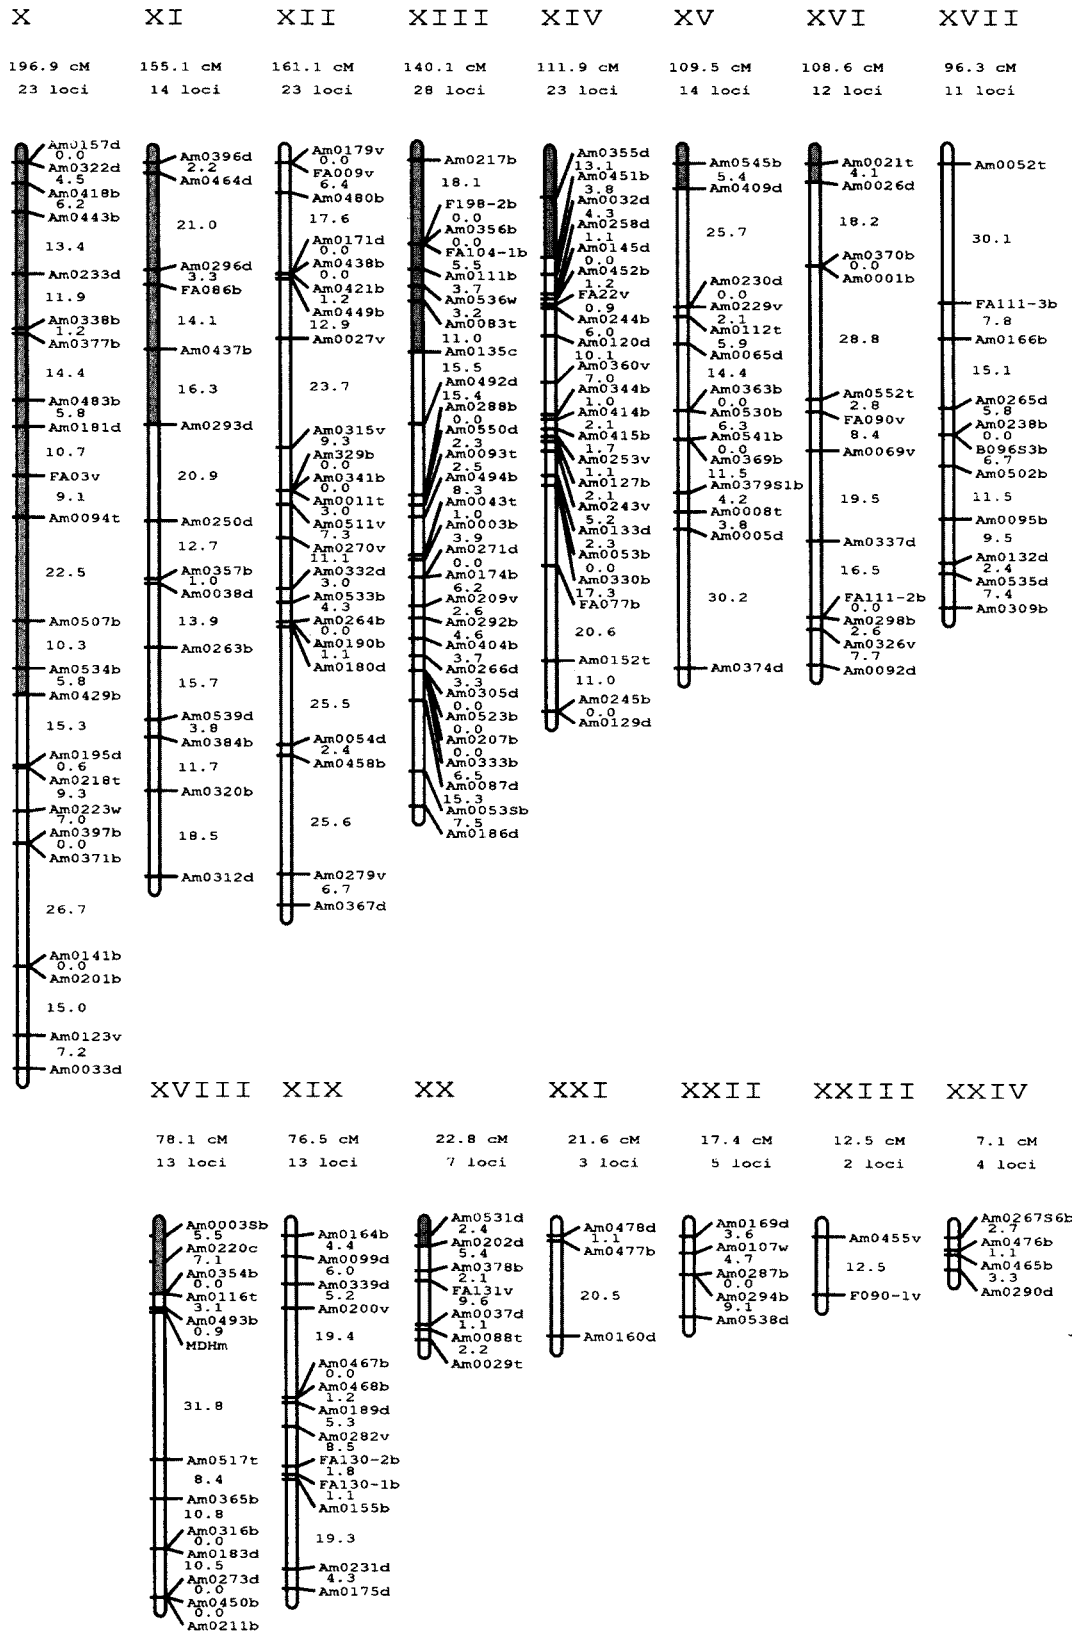 X
196.9 cM
23 loci
Am0157d
0.0
Am0322d
4.5
Am0418b
6.2
Am0443b
13.4
Am0233d
11.9
Am0338b
1.2
Am0377b
14.4
Am0483b
5.8
Am0181d
10.7
FA03v
9.1
Am0094t
22.5
Am0507b
10.3
Am0534b
5.8
Am0429b
15.3
Am0195d
0.6
Am0218t
9.3
Am0223w
7.0
Am0397b
0.0
Am0371b
26.7
Am0141b
0.0
Am0201b
15.0
Am0123v
7.2
Am0033d
XI
155.1 cM
14 loci
Am0396d
2.2
Am0464d
21.0
Am0296d
3.3
FA086b
14.1
Am0437b
16.3
Am0293d
20.9
Am0250d
12.7
Am0357b
1.0
Am0038d
13.9
Am0263b
15.7
Am0539d
3.8
Am0384b
11.7
Am0320b
18.5
Am0312d
XII
161.1 cM
23 loci
Am0179v
0.0
FA009v
6.4
Am0480b
17.6
Am0171d
0.0
Am0438b
0.0
Am0421b
1.2
Am0449b
12.9
Am0027v
23.7
Am0315v
9.3
Am329b
0.0
Am0341b
0.0
Am0011t
3.0
Am0511v
7.3
Am0270v
11.1
Am0332d
3.0
Am0533b
4.3
Am0264b
0.0
Am0190b
1.1
Am0180d
25.5
Am0054d
2.4
Am0458b
25.6
Am0279v
6.7
Am0367d
XIII
140.1 cM
28 loci
Am0217b
18.1
F198-2b
0.0
Am0356b
0.0
FA104-1b
5.5
Am0111b
3.7
Am0536w
3.2
Am0083t
11.0
Am0135c
15.5
Am0492d
15.4
Am0288b
0.0
Am0550d
2.3
Am0093t
2.5
Am0494b
8.3
Am0043t
1.0
Am0003b
3.9
Am0271d
0.0
Am0174b
6.2
Am0209v
2.6
Am0292b
4.6
Am0404b
3.7
Am0266d
3.3
Am0305d
0.0
Am0523b
0.0
Am0207b
0.0
Am0333b
6.5
Am0087d
15.3
Am0053Sb
7.5
Am0186d
XIV
111.9 cM
23 loci
Am0355d
13.1
Am0451b
3.8
Am0032d
4.3
Am0258d
1.1
Am0145d
0.0
Am0452b
1.2
FA22v
0.9
Am0244b
6.0
Am0120d
10.1
Am0360v
7.0
Am0344b
1.0
Am0414b
2.1
Am0415b
1.7
Am0253v
1.1
Am0127b
2.1
Am0243v
5.2
Am0133d
2.3
Am0053b
0.0
Am0330b
17.3
FA077b
20.6
Am0152t
11.0
Am0245b
0.0
Am0129d
XV
109.5 cM
14 loci
Am0545b
5.4
Am0409d
25.7
Am0230d
0.0
Am0229v
2.1
Am0112t
5.9
Am0065d
14.4
Am0363b
0.0
Am0530b
6.3
Am0541b
0.0
Am0369b
11.5
Am0379S1b
4.2
Am0008t
3.8
Am0005d
30.2
Am0374d
XVI
108.6 cM
12 loci
Am0021t
4.1
Am0026d
18.2
Am0370b
0.0
Am0001b
28.8
Am0552t
2.8
FA090v
8.4
Am0069v
19.5
Am0337d
16.5
FA111-2b
0.0
Am0298b
2.6
Am0326v
7.7
Am0092d
XVII
96.3 cM
11 loci
Am0052t
30.1
FA111-3b
7.8
Am0166b
15.1
Am0265d
5.8
Am0238b
0.0
B096S3b
6.7
Am0502b
11.5
Am0095b
9.5
Am0132d
2.4
Am0535d
7.4
Am0309b
XVIII
78.1 cM
13 loci
Am0003Sb
5.5
Am0220c
7.1
Am0354b
0.0
Am0116t
3.1
Am0493b
0.9
MDHm
31.8
Am0517t
8.4
Am0365b
10.8
Am0316b
0.0
Am0183d
10.5
Am0273d
0.0
Am0450b
0.0
Am0211b
XIX
76.5 cM
13 loci
Am0164b
4.4
Am0099d
6.0
Am0339d
5.2
Am0200v
19.4
Am0467b
0.0
Am0468b
1.2
Am0189d
5.3
Am0282v
8.5
FA130-2b
1.8
FA130-1b
1.1
Am0155b
19.3
Am0231d
4.3
Am0175d
XX
22.8 cM
7 loci
Am0531d
2.4
Am0202d
5.4
Am0378b
2.1
FA131v
9.6
Am0037d
1.1
Am0088t
2.2
Am0029t
XXI
21.6 cM
3 loci
Am0478d
1.1
Am0477b
20.5
Am0160d
XXII
17.4 cM
5 loci
Am0169d
3.6
Am0107w
4.7
Am0287b
0.0
Am0294b
9.1
Am0538d
XXIII
12.5 cM
2 loci
Am0455v
12.5
F090-1v
XXIV
7.1 cM
4 loci
Am0267S6b
2.7
Am0476b
1.1
Am0465b
3.3
Am0290d